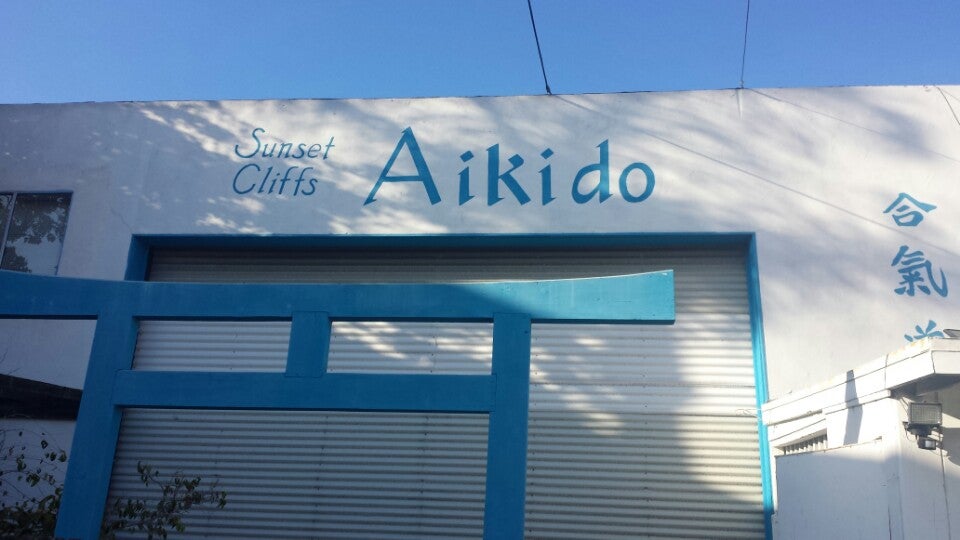 Sunset
Cliffs
Aikido
合
氣